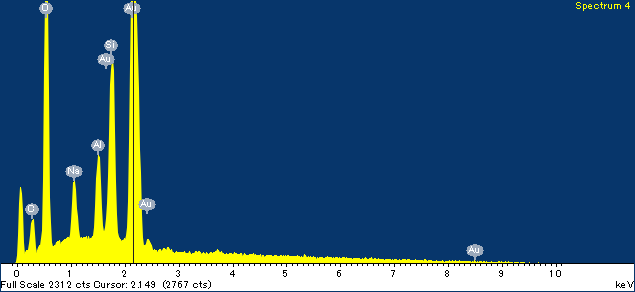 Spectrum 4
O
Au
Si
Au
Al
Na
Au
C
Au
0 1 2 3 4 5 6 7 8 9 10
Full Scale 2312 cts Cursor: 2.149 (2767 cts) keV